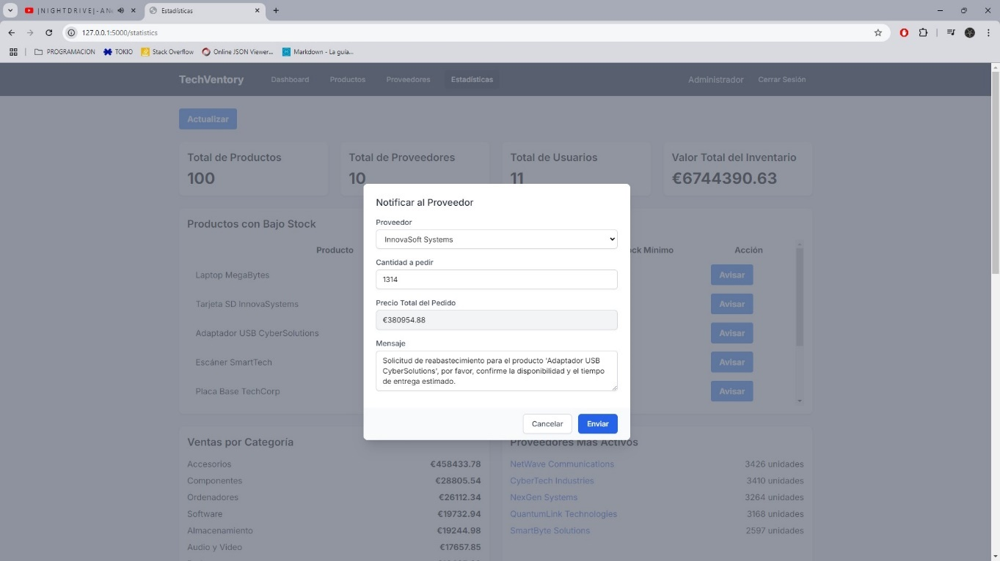 |NIGHTDRIVE|-AN
Estadísticas
127.0.0.1:5000/statistics
PROGRAMACION
TOKIO
Stack Overflow
Online JSON Viewer...
Markdown - La guía...
TechVentory
Dashboard
Productos
Proveedores
Estadísticas
Administrador
Cerrar Sesión
Actualizar
Total de Productos
100
Total de Proveedores
10
Total de Usuarios
11
Valor Total del Inventario
€6744390.63
Productos con Bajo Stock
Producto
ock Mínimo
Acción
Laptop MegaBytes
Avisar
Tarjeta SD InnovaSystems
Avisar
Adaptador USB CyberSolutions
Avisar
Escáner SmartTech
Avisar
Placa Base TechCorp
Avisar
Notificar al Proveedor
Proveedor
InnovaSoft Systems
Cantidad a pedir
1314
Precio Total del Pedido
€380954.88
Mensaje
Solicitud de reabastecimiento para el producto 'Adaptador USB
CyberSolutions', por favor, confirme la disponibilidad y el tiempo
de entrega estimado.
Cancelar
Enviar
Ventas por Categoría
Accesorios €458433.78
Componentes €28805.54
Ordenadores €26112.34
Software €19732.94
Almacenamiento €19244.98
Audio y Video €17657.85
Proveedores Más Activos
NetWave Communications 3426 unidades
CyberTech Industries 3410 unidades
NexGen Systems 3264 unidades
QuantumLink Technologies 3168 unidades
SmartByte Solutions 2597 unidades